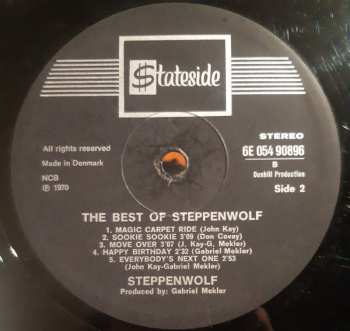 $tateside
All rights reserved
Made in Denmark
NCB
℗ 1970
STEREO
6E 054 90896
B
Dunhill Production
Side 2
THE BEST OF STEPPENWOLF
1. MAGIC CARPET RIDE (John Kay)
2. SOOKIE SOOKIE 3'09 (Don Covay)
3. MOVE OVER 3'07 (J. Kay-G, Mekler)
4. HAPPY BIRTHDAY 2'32 (Gabriel Mekler)
5. EVERYBODY'S NEXT ONE 2'53
(John Kay-Gabriel Mekler)
STEPPENWOLF
Produced by: Gabriel Mekler